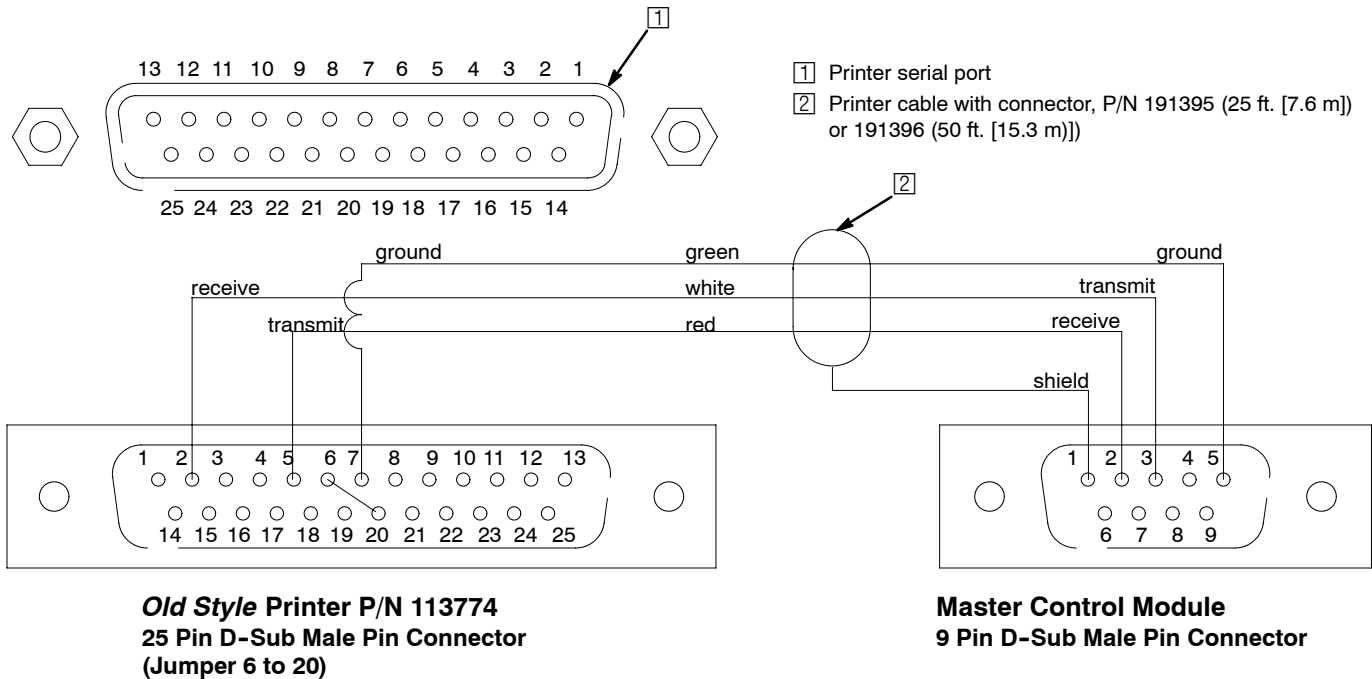 1
13 12 11 10 9 8 7 6 5 4 3 2 1
25 24 23 22 21 20 19 18 17 16 15 14
1 Printer serial port
2 Printer cable with connector, P/N 191395 (25 ft. [7.6 m])
or 191396 (50 ft. [15.3 m)])
2
ground green ground
receive white transmit
transmit red receive
shield
1 2 3 4 5 6 7 8 9 10 11 12 13
14 15 16 17 18 19 20 21 22 23 24 25
1 2 3 4 5
6 7 8 9
Old Style Printer P/N 113774
25 Pin D-Sub Male Pin Connector
(Jumper 6 to 20)
Master Control Module
9 Pin D-Sub Male Pin Connector